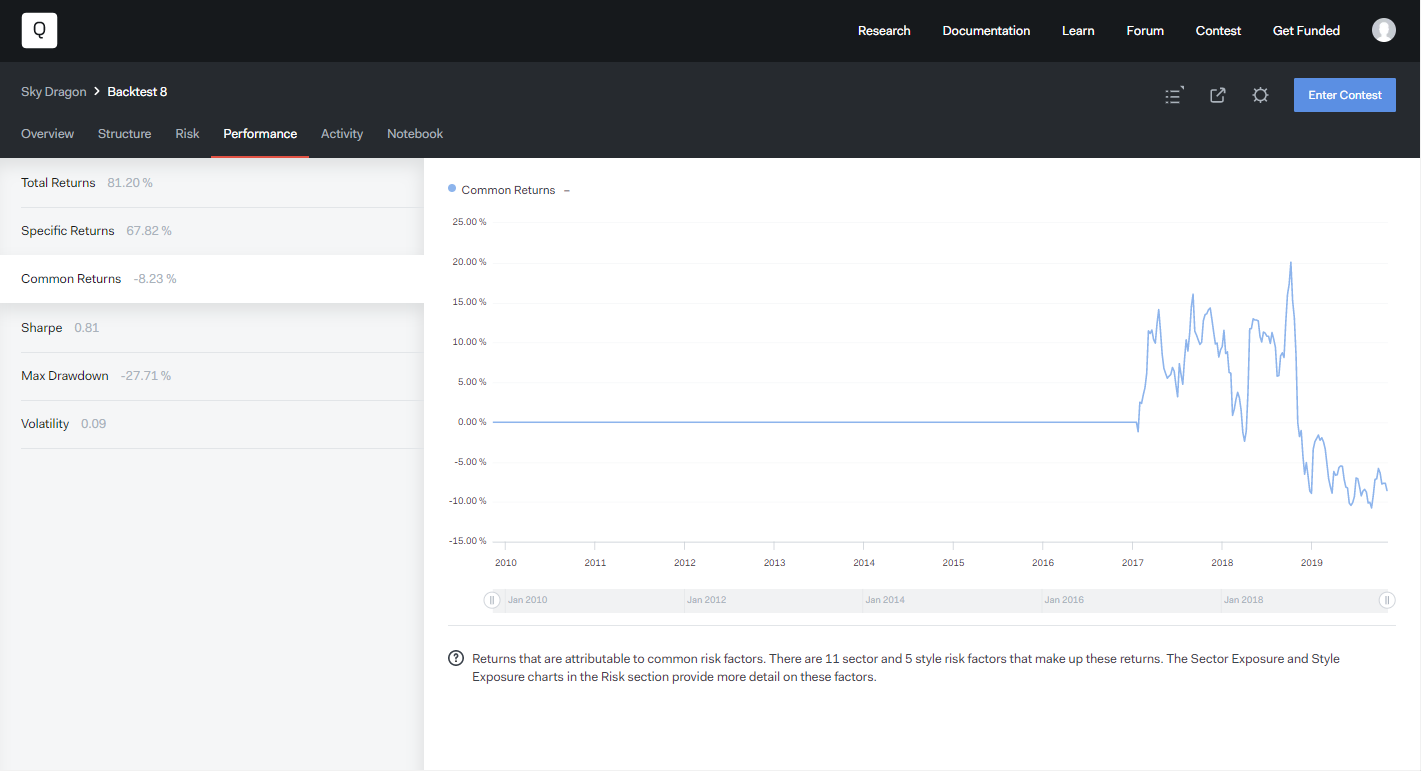 Q
Research Documentation Learn Forum Contest Get Funded
Sky Dragon Backtest 8
Enter Contest
Overview Structure Risk Performance Activity Notebook
Total Returns 81.20 %
Specific Returns 67.82 %
Common Returns -8.23 %
Sharpe 0.81
Max Drawdown -27.71 %
Volatility 0.09
Common Returns –
25.00 %
20.00 %
15.00 %
10.00 %
5.00 %
0.00 %
-5.00 %
-10.00 %
-15.00 %
2010 2011 2012 2013 2014 2015 2016 2017 2018 2019
Jan 2010 Jan 2012 Jan 2014 Jan 2016 Jan 2018
? Returns that are attributable to common risk factors. There are 11 sector and 5 style risk factors that make up these returns. The Sector Exposure and Style
Exposure charts in the Risk section provide more detail on these factors.